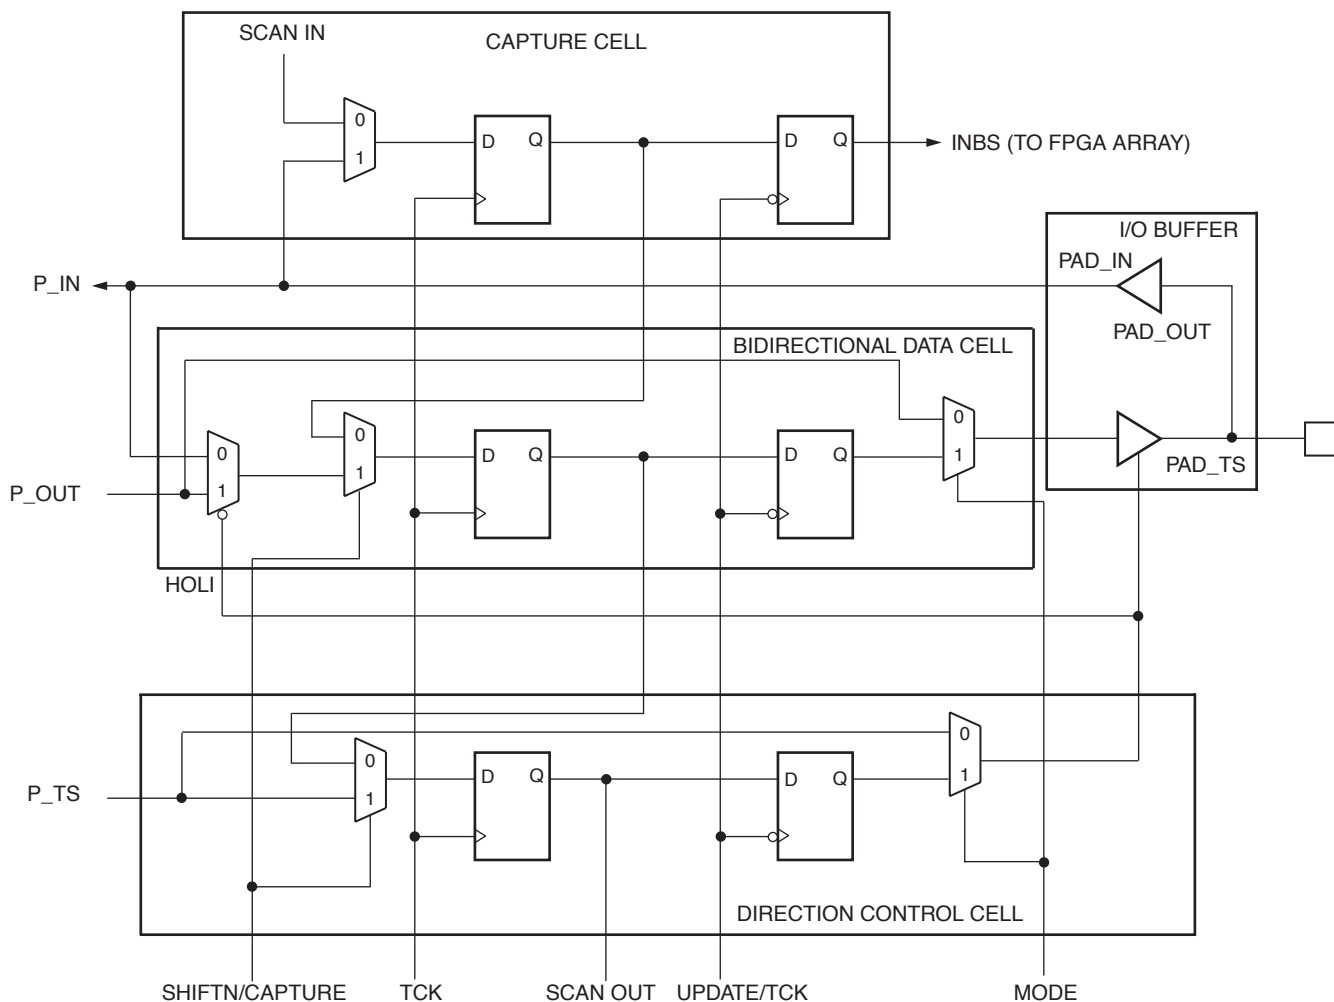 SCAN IN
CAPTURE CELL
0
1
D Q
D Q
INBS (TO FPGA ARRAY)
I/O BUFFER
PAD_IN
P_IN
PAD_OUT
BIDIRECTIONAL DATA CELL
0
1
0
1
D Q
D Q
0
1
PAD_TS
P_OUT
HOLI
0
1
D Q
D Q
0
1
P_TS
DIRECTION CONTROL CELL
SHIFTN/CAPTURE
TCK
SCAN OUT
UPDATE/TCK
MODE